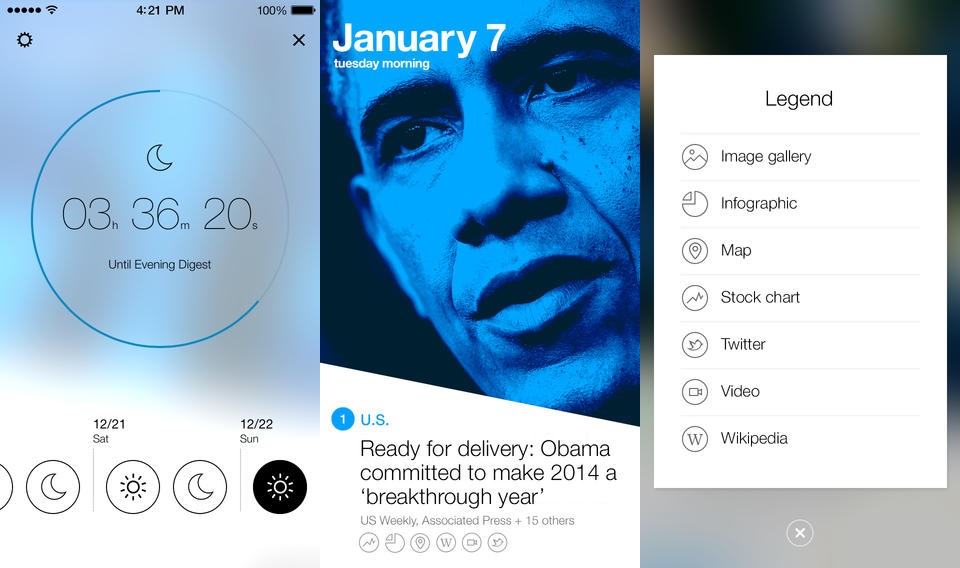 4:21 PM
100%
03h 36m 20s
Until Evening Digest
12/21
Sat
12/22
Sun
January 7
tuesday morning
1 U.S.
Ready for delivery: Obama
committed to make 2014 a
‘breakthrough year’
US Weekly, Associated Press + 15 others
W
Legend
Image gallery
Infographic
Map
Stock chart
Twitter
Video
W Wikipedia